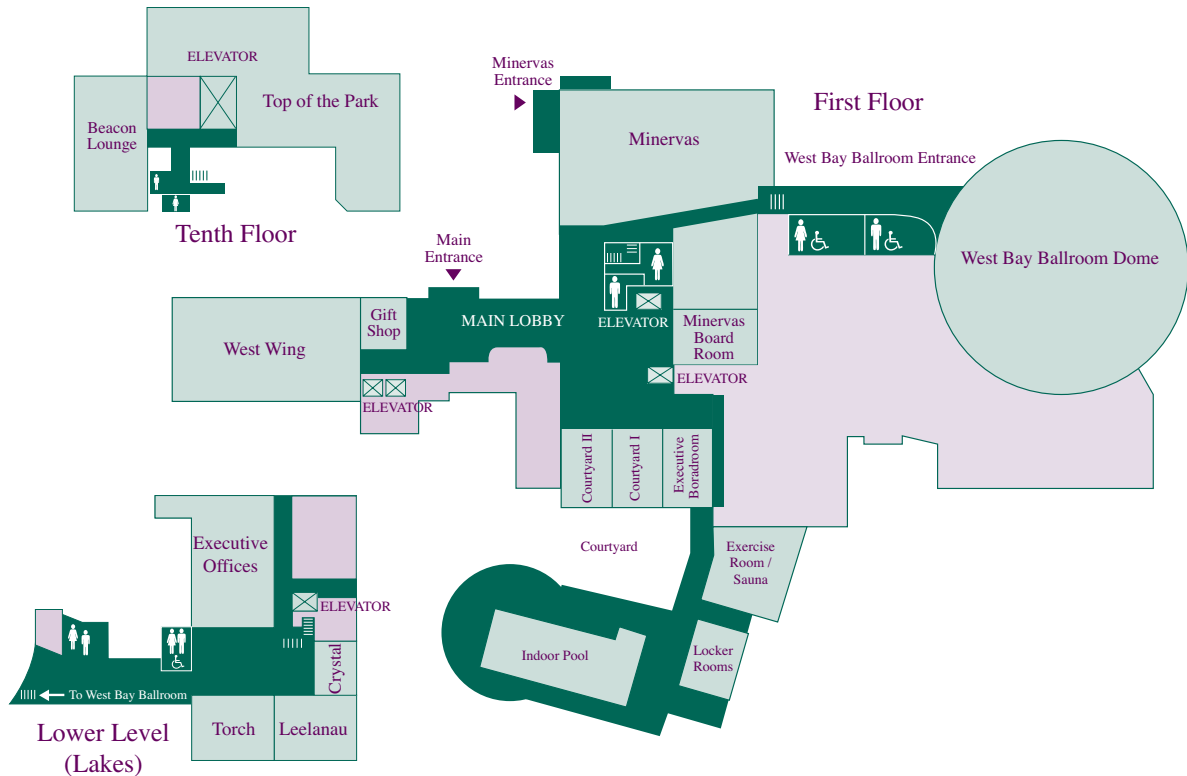 ELEVATOR
Top of the Park
Beacon
Lounge
Tenth Floor
Minervas
Entrance
First Floor
Minervas
West Bay Ballroom Entrance
West Bay Ballroom Dome
Main
Entrance
Gift
Shop
MAIN LOBBY
ELEVATOR
Minervas
Board
Room
West Wing
ELEVATOR
ELEVATOR
Courtyard II
Courtyard I
Executive
Boradroom
Courtyard
Exercise
Room /
Sauna
Indoor Pool
Locker
Rooms
Executive
Offices
ELEVATOR
Crystal
To West Bay Ballroom
Torch
Leelanau
Lower Level
(Lakes)